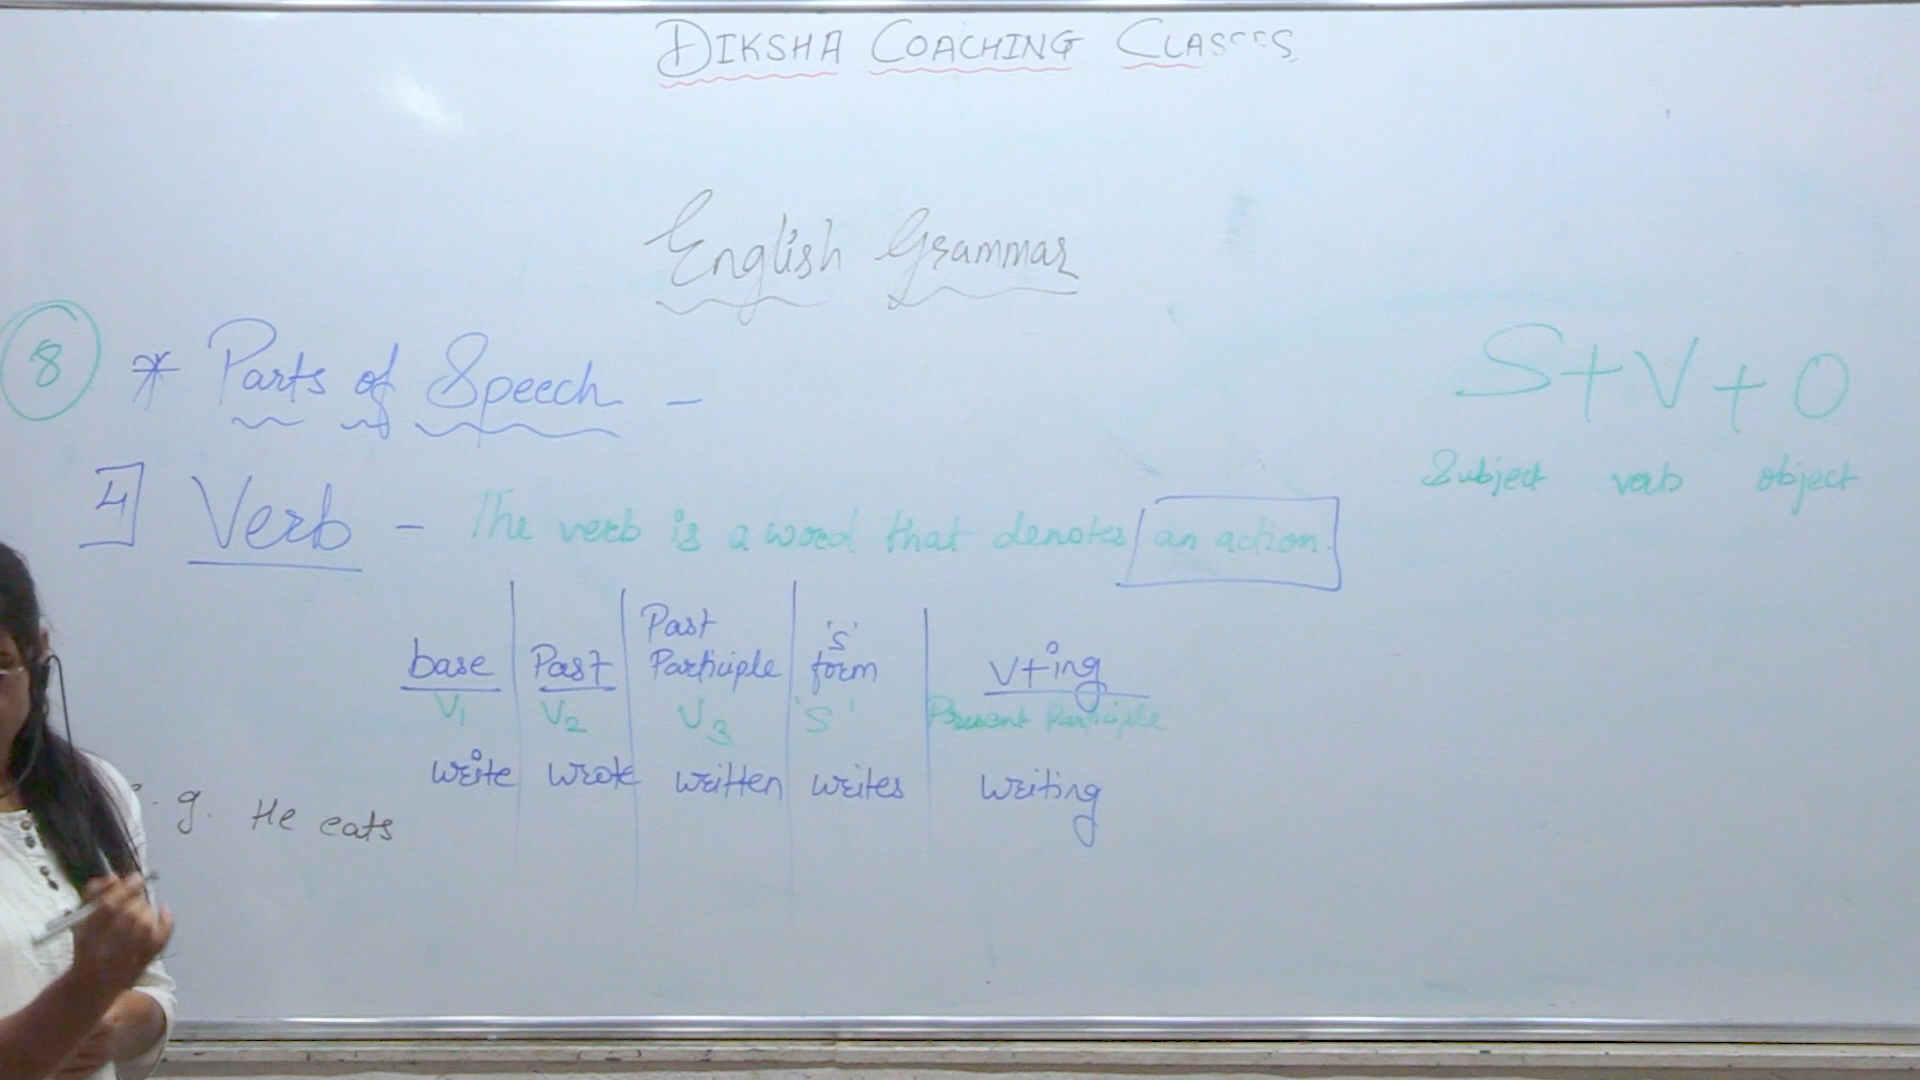 DIKSHA COACHING CLASSES
English Grammar
8 * Parts of Speech -
S + V + O
Subject verb object
4] Verb - The verb is a word that denotes an action.
base | Past | Past Participle | 's' form | V+ing
V1 V2 V3 's' Present Participle
write | wrote | written | writes | writing
. g. He eats